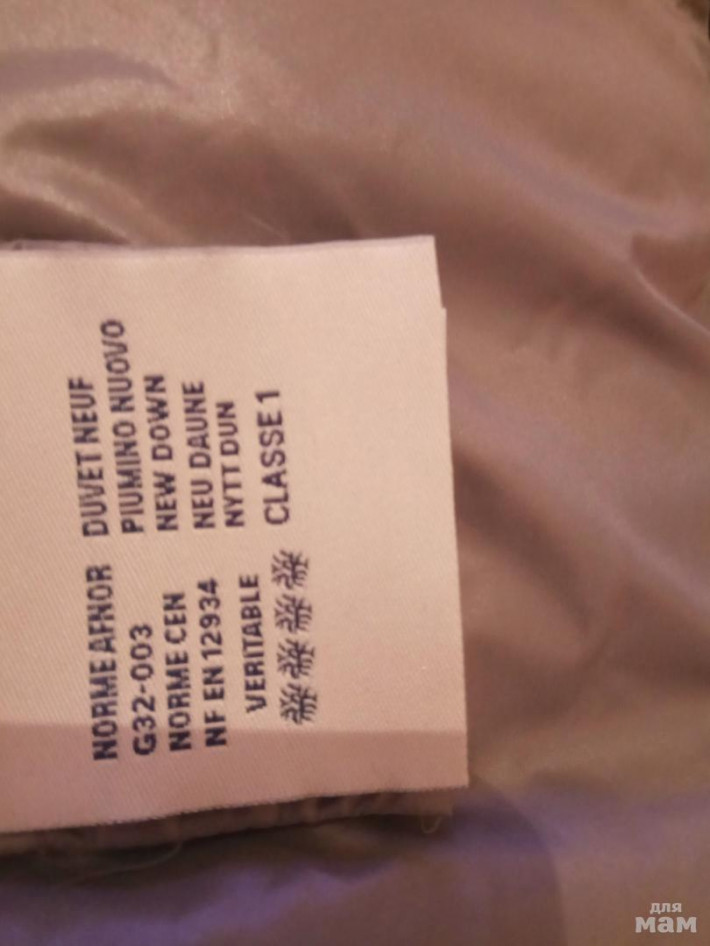 NORME AFNOR DUVET NEUF
G32-003 PIUMINO NUOVO
NORME CEN NEW DOWN
NF EN 12934 NEU DAUNE
NYTT DUN
VERITABLE
CLASSE 1
для
мам